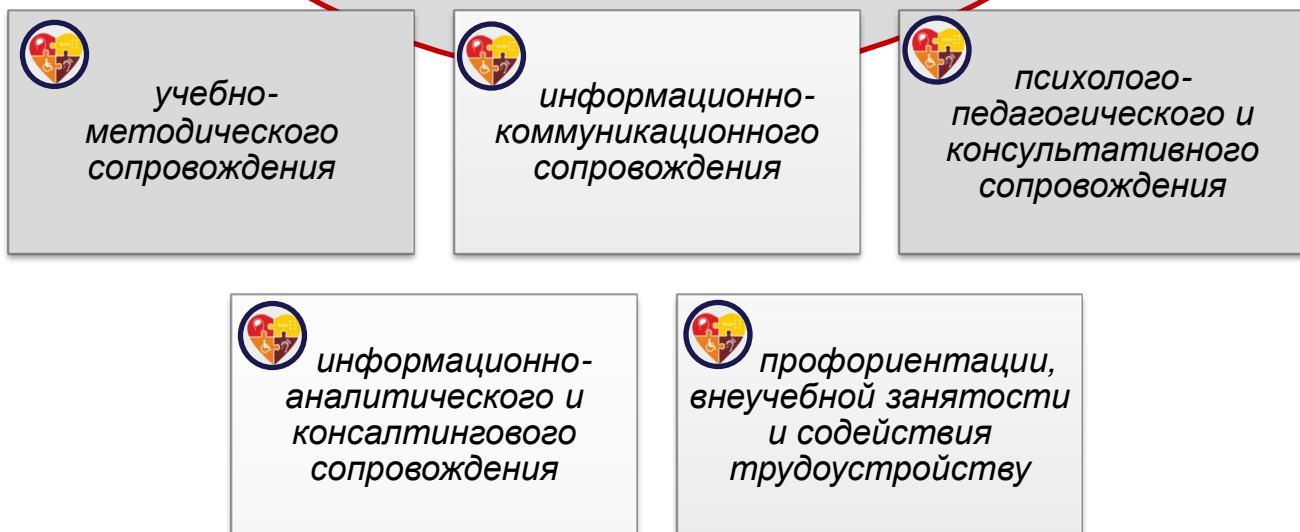 учебно-
методического
сопровождения
информационно-
коммуникационного
сопровождения
психолого-
педагогического и
консультативного
сопровождения
информационно-
аналитического и
консалтингового
сопровождения
профориентации,
внеучебной занятости
и содействия
трудоустройству